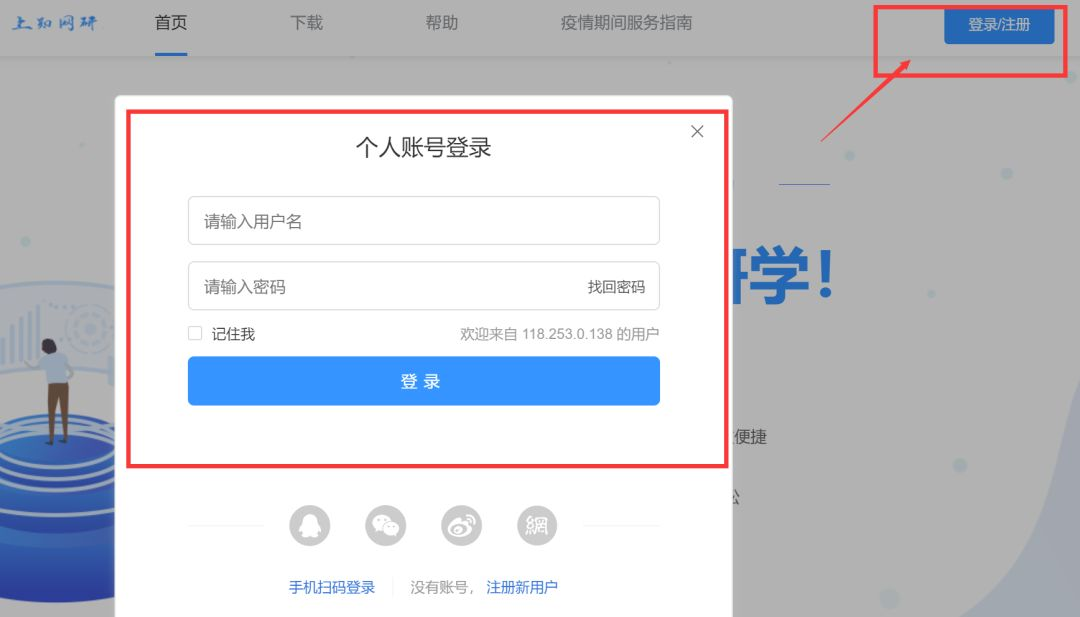 首页
下载
帮助
疫情期间服务指南
登录/注册
个人账号登录
研学！
请输入用户名
请输入密码
找回密码
记住我
欢迎来自 118.253.0.138 的用户
登 录
便捷
網
手机扫码登录
没有账号，
注册新用户